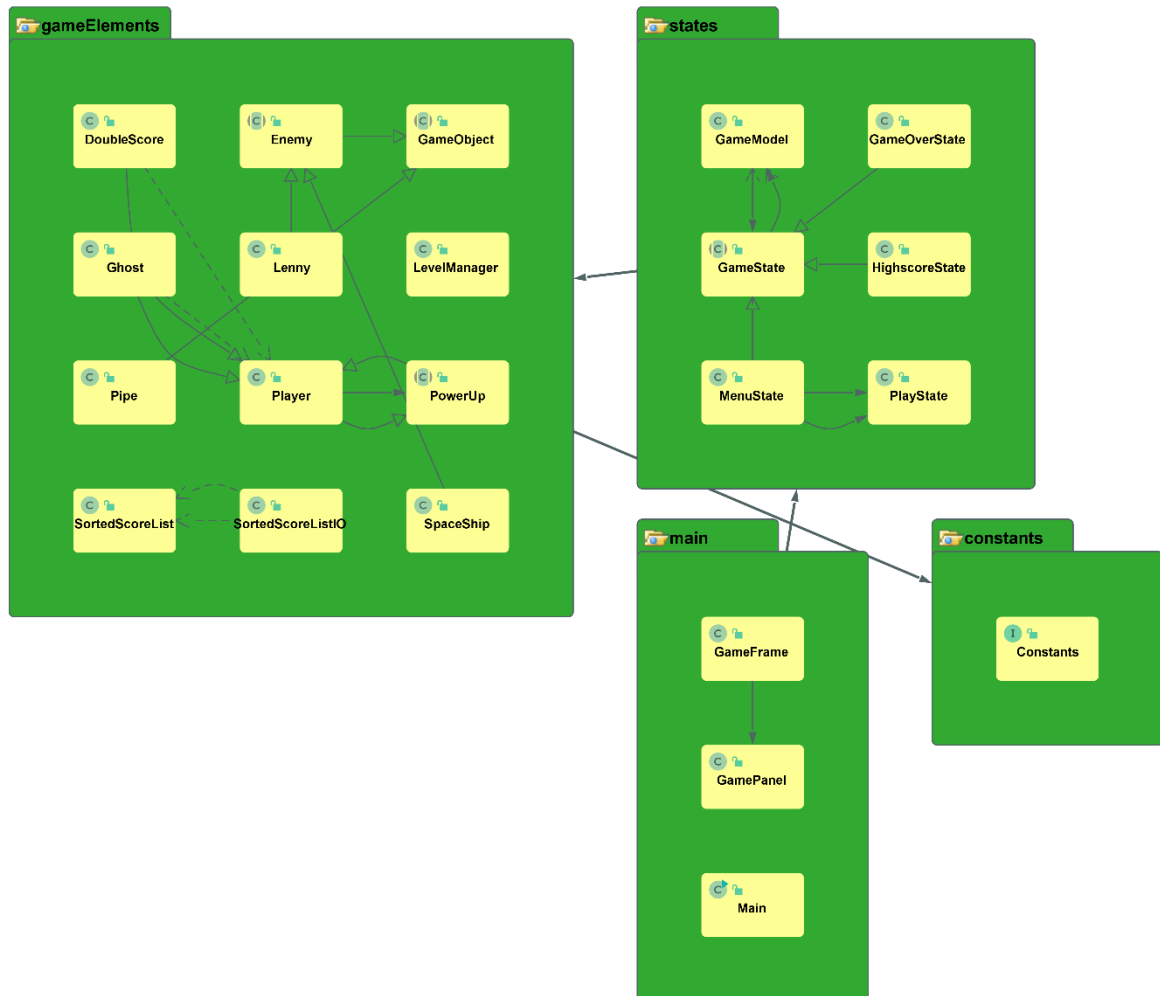 gameElements
DoubleScore
Enemy
GameObject
Ghost
Lenny
LevelManager
Pipe
Player
PowerUp
SortedScoreList
SortedScoreListIO
SpaceShip
states
GameModel
GameOverState
GameState
HighscoreState
MenuState
PlayState
main
GameFrame
GamePanel
Main
constants
Constants